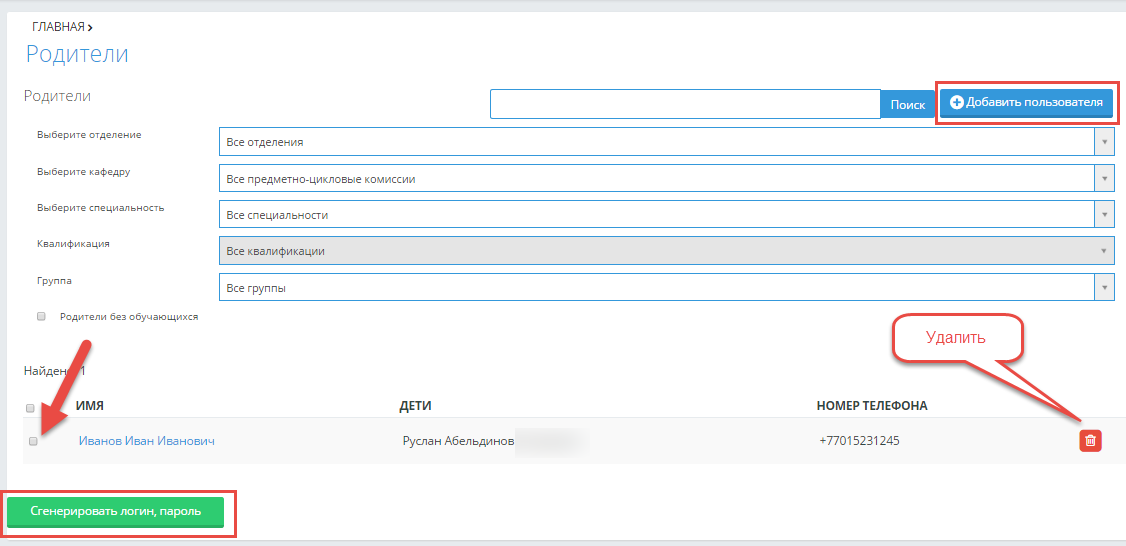 ГЛАВНАЯ
Родители
Родители
Поиск
Добавить пользователя
Выберите отделение
Все отделения
Выберите кафедру
Все предметно-цикловые комиссии
Выберите специальность
Все специальности
Квалификация
Все квалификации
Группа
Все группы
Родители без обучающихся
Удалить
Найдено 1
ИМЯ ДЕТИ НОМЕР ТЕЛЕФОНА
Иванов Иван Иванович Руслан Абельдинов +77015231245
Сгенерировать логин, пароль